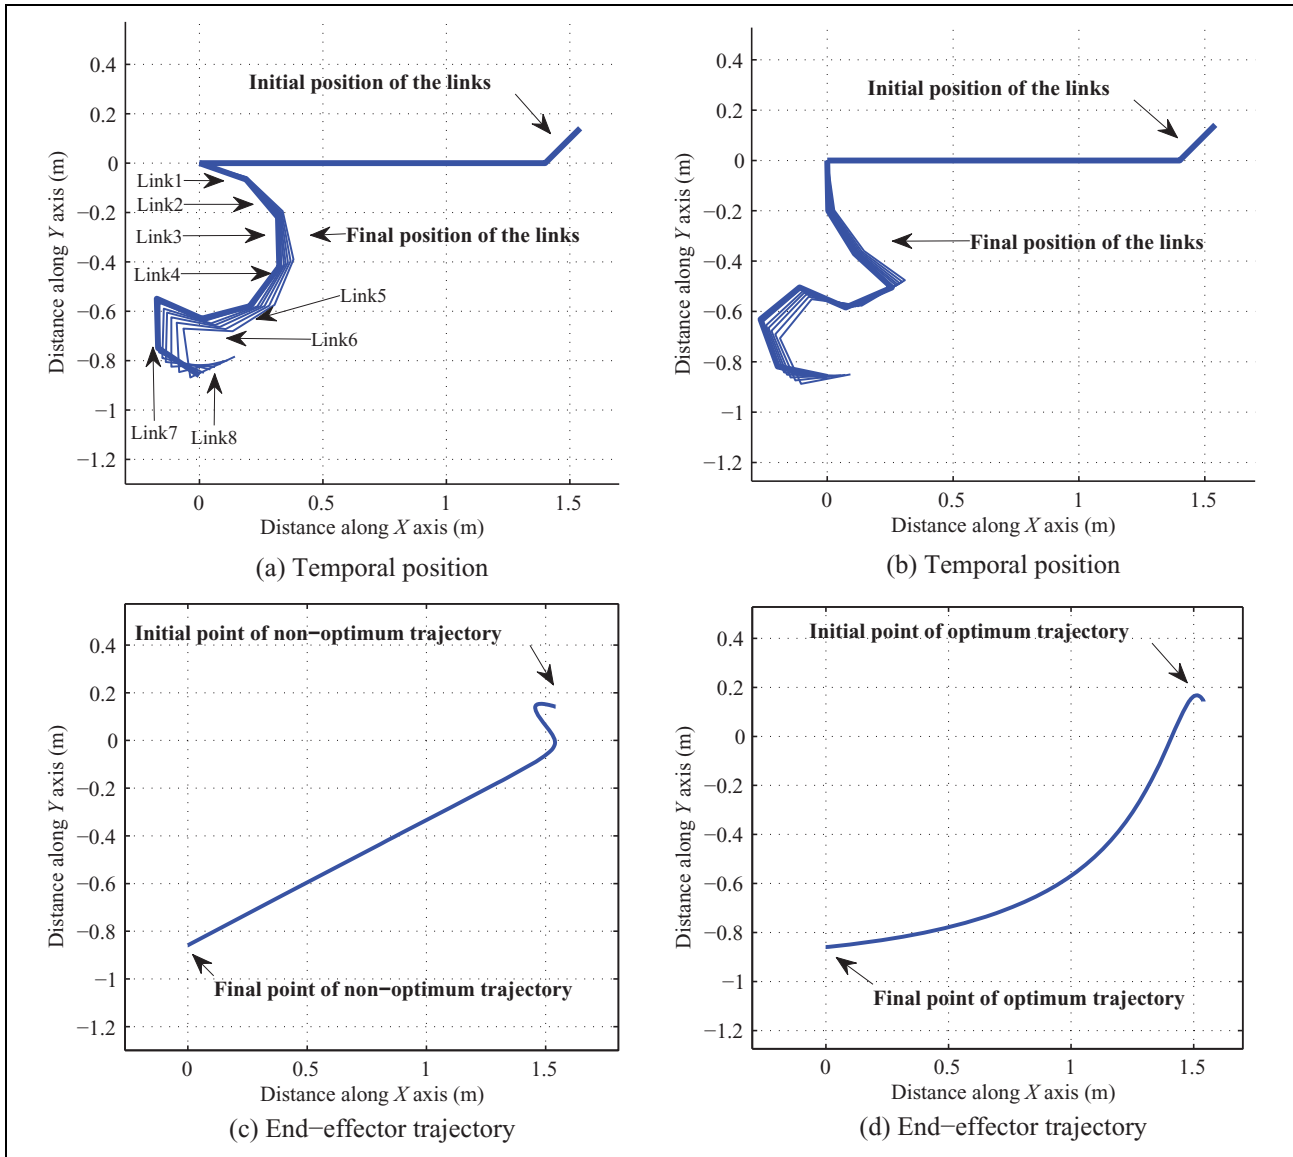 0.4
0.2
0
−0.2
−0.4
−0.6
−0.8
−1
−1.2
Distance along Y axis (m)
Initial position of the links
Link1
Link2
Link3
Final position of the links
Link4
Link5
Link6
Link7
Link8
0
0.5
1
1.5
Distance along X axis (m)
(a) Temporal position
0.4
0.2
0
−0.2
−0.4
−0.6
−0.8
−1
−1.2
Distance along Y axis (m)
Initial position of the links
Final position of the links
0
0.5
1
1.5
Distance along X axis (m)
(b) Temporal position
0.4
0.2
0
−0.2
−0.4
−0.6
−0.8
−1
−1.2
Distance along Y axis (m)
Initial point of non−optimum trajectory
Final point of non−optimum trajectory
0
0.5
1
1.5
Distance along X axis (m)
(c) End−effector trajectory
0.4
0.2
0
−0.2
−0.4
−0.6
−0.8
−1
−1.2
Distance along Y axis (m)
Initial point of optimum trajectory
Final point of optimum trajectory
0
0.5
1
1.5
Distance along X axis (m)
(d) End−effector trajectory